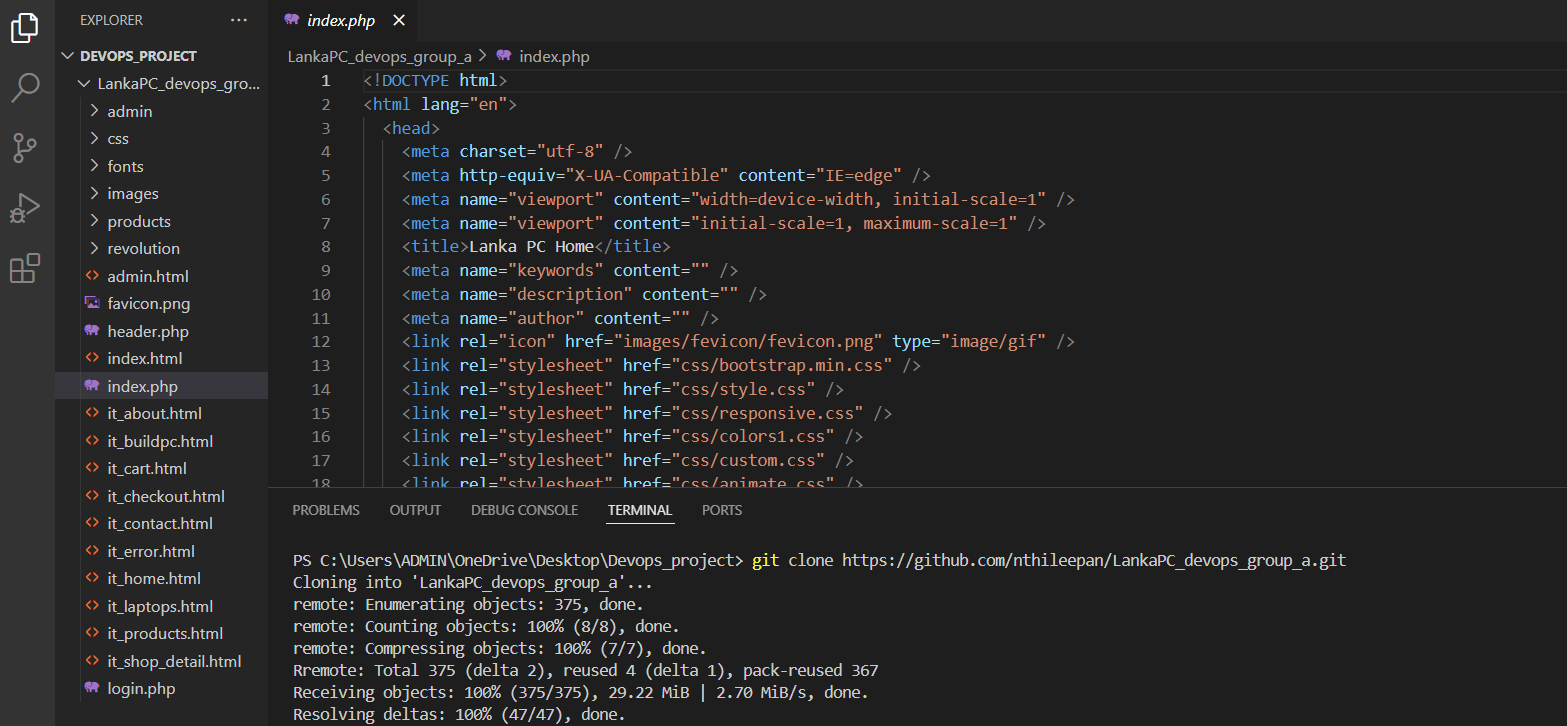 EXPLORER
DEVOPS_PROJECT
LankaPC_devops_gro...
admin
css
fonts
images
products
revolution
admin.html
favicon.png
header.php
index.html
index.php
it_about.html
it_buildpc.html
it_cart.html
it_checkout.html
it_contact.html
it_error.html
it_home.html
it_laptops.html
it_products.html
it_shop_detail.html
login.php
index.php
LankaPC_devops_group_a > index.php
1 <!DOCTYPE html>
2 <html lang="en">
3 <head>
4 <meta charset="utf-8" />
5 <meta http-equiv="X-UA-Compatible" content="IE=edge" />
6 <meta name="viewport" content="width=device-width, initial-scale=1" />
7 <meta name="viewport" content="initial-scale=1, maximum-scale=1" />
8 <title>Lanka PC Home</title>
9 <meta name="keywords" content="" />
10 <meta name="description" content="" />
11 <meta name="author" content="" />
12 <link rel="icon" href="images/fevicon/fevicon.png" type="image/gif" />
13 <link rel="stylesheet" href="css/bootstrap.min.css" />
14 <link rel="stylesheet" href="css/style.css" />
15 <link rel="stylesheet" href="css/responsive.css" />
16 <link rel="stylesheet" href="css/colors1.css" />
17 <link rel="stylesheet" href="css/custom.css" />
18 <link rel="stylesheet" href="css/animate.css" />
PROBLEMS OUTPUT DEBUG CONSOLE TERMINAL PORTS
PS C:\Users\ADMIN\OneDrive\Desktop\Devops_project> git clone https://github.com/nthileepan/LankaPC_devops_group_a.git
Cloning into 'LankaPC_devops_group_a'...
remote: Enumerating objects: 375, done.
remote: Counting objects: 100% (8/8), done.
remote: Compressing objects: 100% (7/7), done.
Rremote: Total 375 (delta 2), reused 4 (delta 1), pack-reused 367
Receiving objects: 100% (375/375), 29.22 MiB | 2.70 MiB/s, done.
Resolving deltas: 100% (47/47), done.